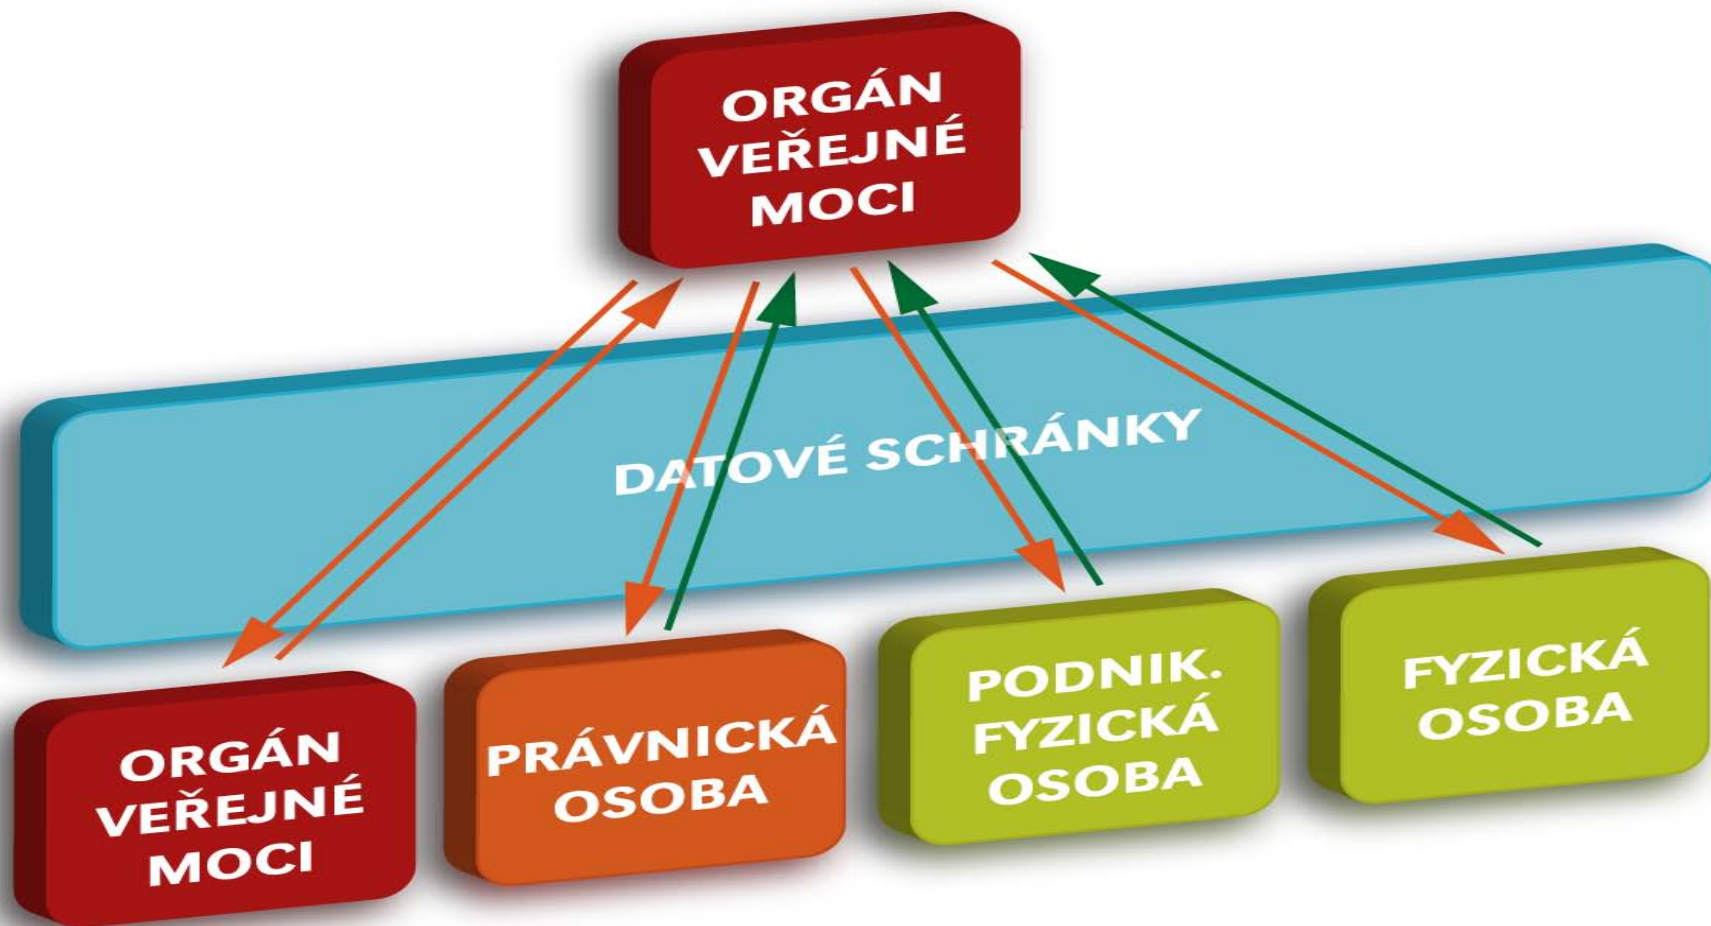 ORGÁN
VEŘEJNÉ
MOCI
DATOVÉ SCHRÁNKY
ORGÁN
VEŘEJNÉ
MOCI
PRÁVNICKÁ
OSOBA
PODNIK.
FYZICKÁ
OSOBA
FYZICKÁ
OSOBA